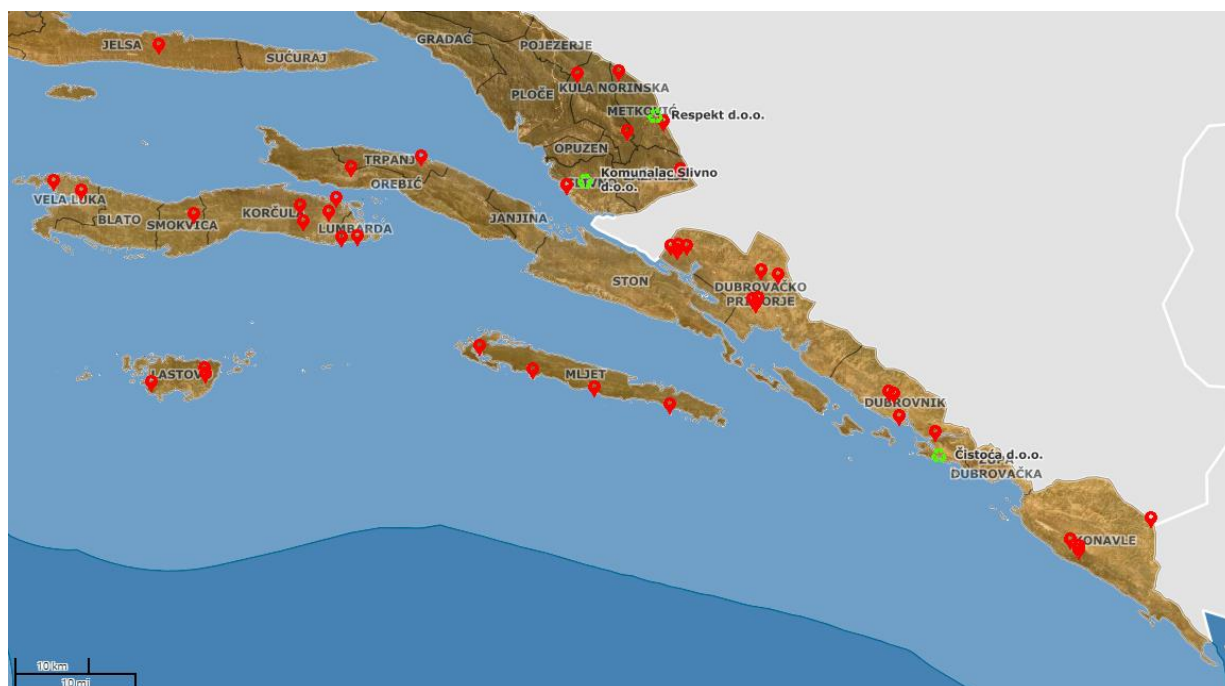 JELSA
SUĆURAJ
GRADAC
POJEZERJE
KULA NORINSKA
PLOČE
METKOVIĆ
Respekt d.o.o.
OPUZEN
TRPANJ
Komunalac Slivno
d.o.o.
OREBIĆ
VELA LUKA
BLATO
SMOKVICA
KORČULA
LUMBARDA
JANJINA
STON
DUBROVAČKO
PRIMORJE
LASTOVO
MLJET
DUBROVNIK
Čistoća d.o.o.
ŽUPA
DUBROVAČKA
KONAVLE
10 km
10 mi